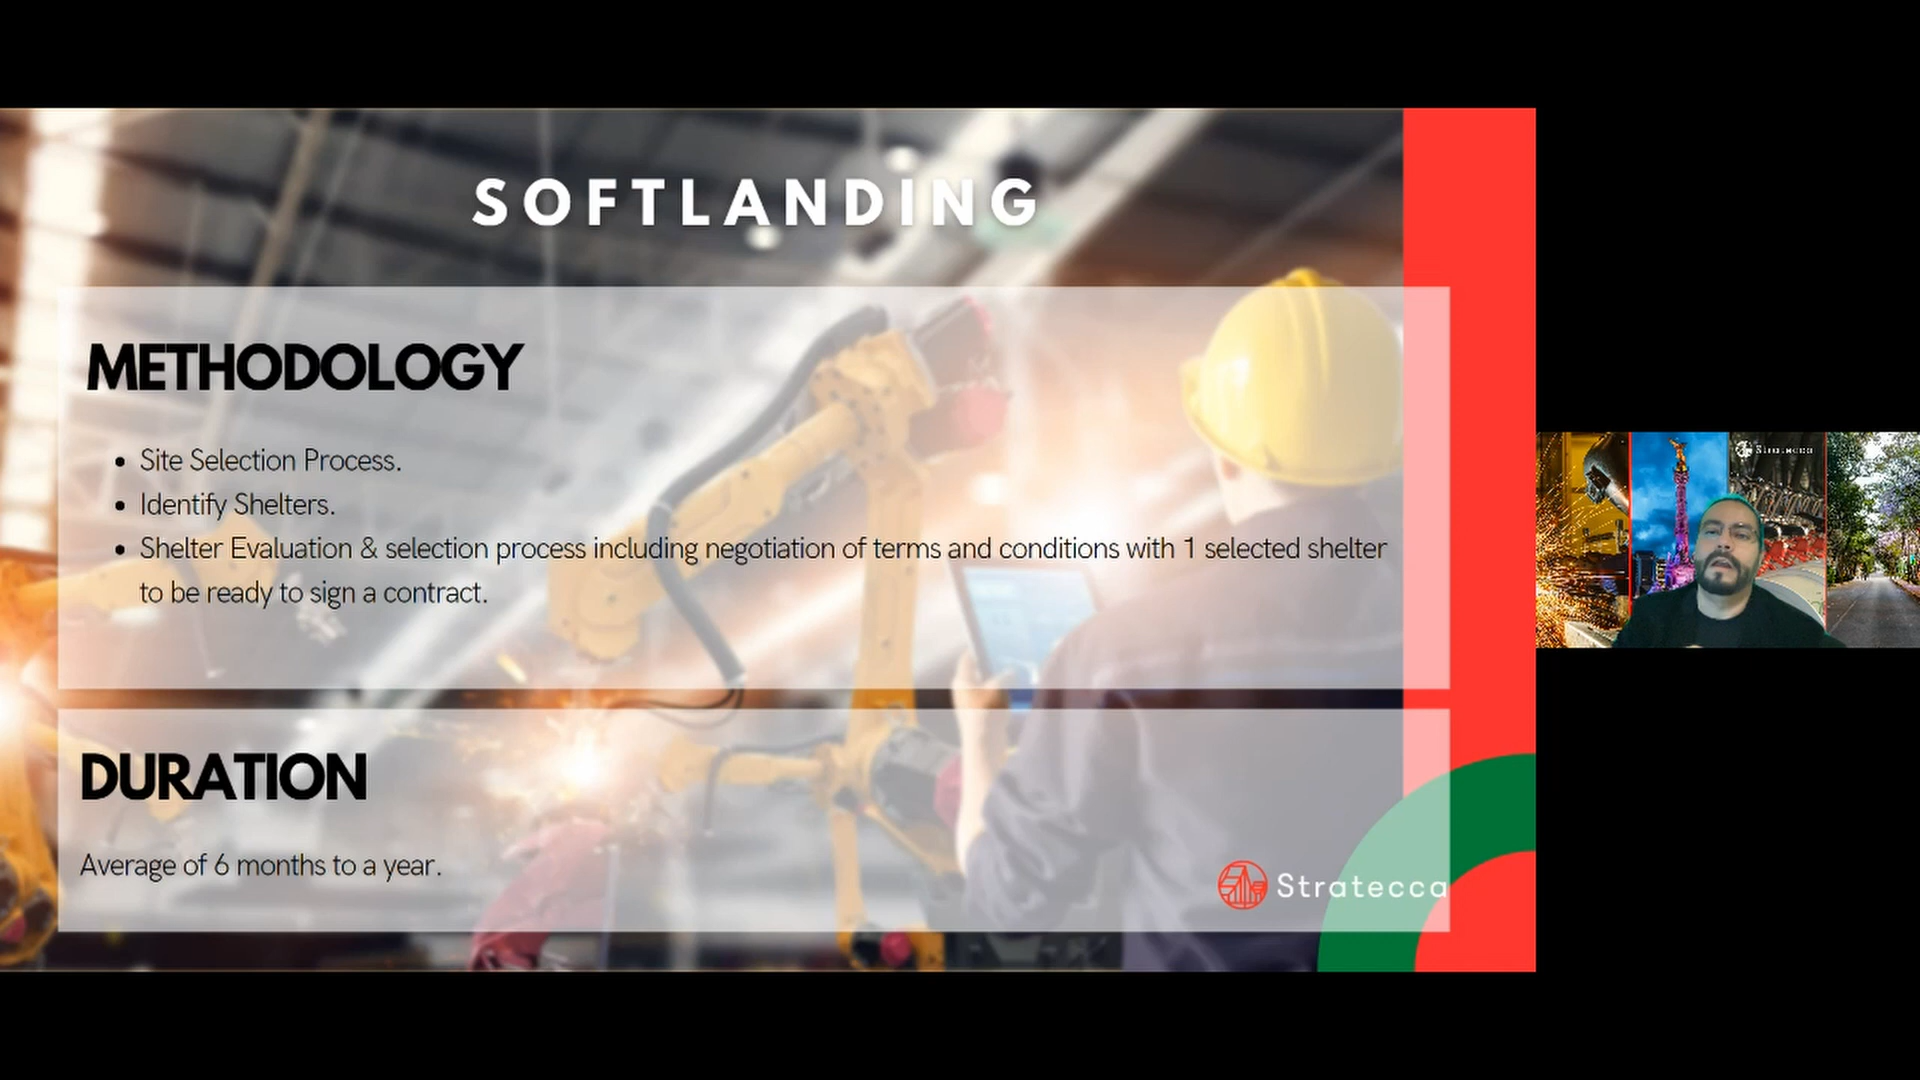 SOFTLANDING
METHODOLOGY
• Site Selection Process.
• Identify Shelters.
• Shelter Evaluation & selection process including negotiation of terms and conditions with 1 selected shelter
to be ready to sign a contract.
DURATION
Average of 6 months to a year.
Stratecca
Stratecca